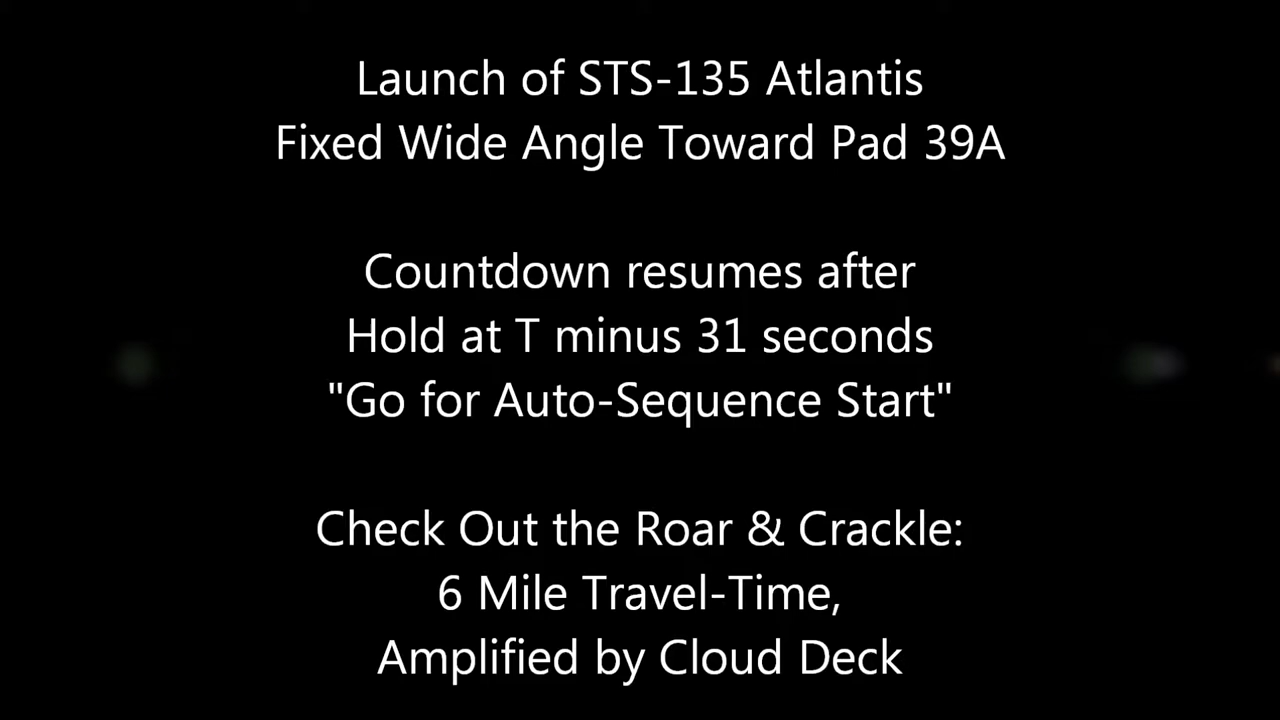 Launch of STS-135 Atlantis
Fixed Wide Angle Toward Pad 39A
Countdown resumes after
Hold at T minus 31 seconds
"Go for Auto-Sequence Start"
Check Out the Roar & Crackle:
6 Mile Travel-Time,
Amplified by Cloud Deck